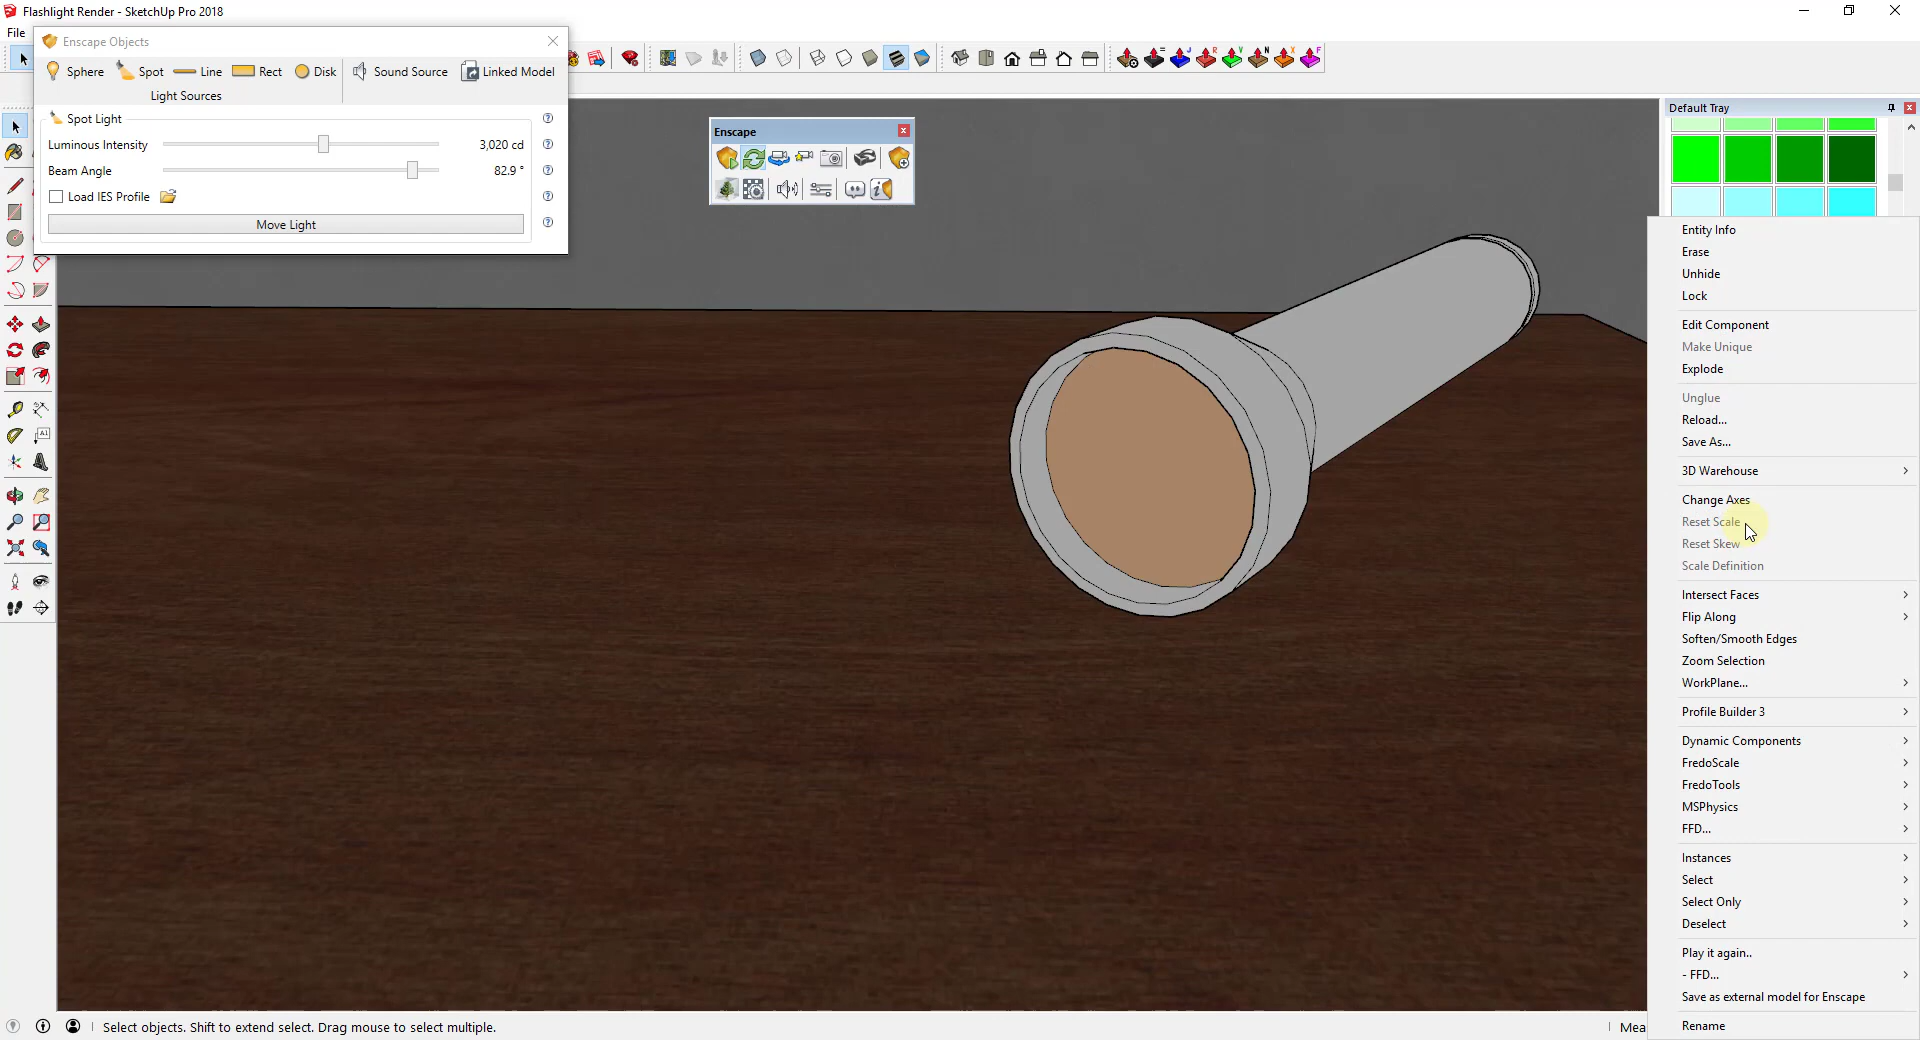 Flashlight Render - SketchUp Pro 2018
File
Enscape Objects
Sphere Spot Line Rect Disk Sound Source Linked Model
Light Sources
Spot Light
Luminous Intensity 3,020 cd
Beam Angle 82.9 °
Load IES Profile
Move Light
Enscape
Default Tray
Entity Info
Erase
Unhide
Lock
Edit Component
Make Unique
Explode
Unglue
Reload...
Save As...
3D Warehouse
Change Axes
Reset Scale
Reset Skew
Scale Definition
Intersect Faces
Flip Along
Soften/Smooth Edges
Zoom Selection
WorkPlane...
Profile Builder 3
Dynamic Components
FredoScale
FredoTools
MSPhysics
FFD...
Instances
Select
Select Only
Deselect
Play it again..
- FFD...
Save as external model for Enscape
Rename
Select objects. Shift to extend select. Drag mouse to select multiple.
Mea